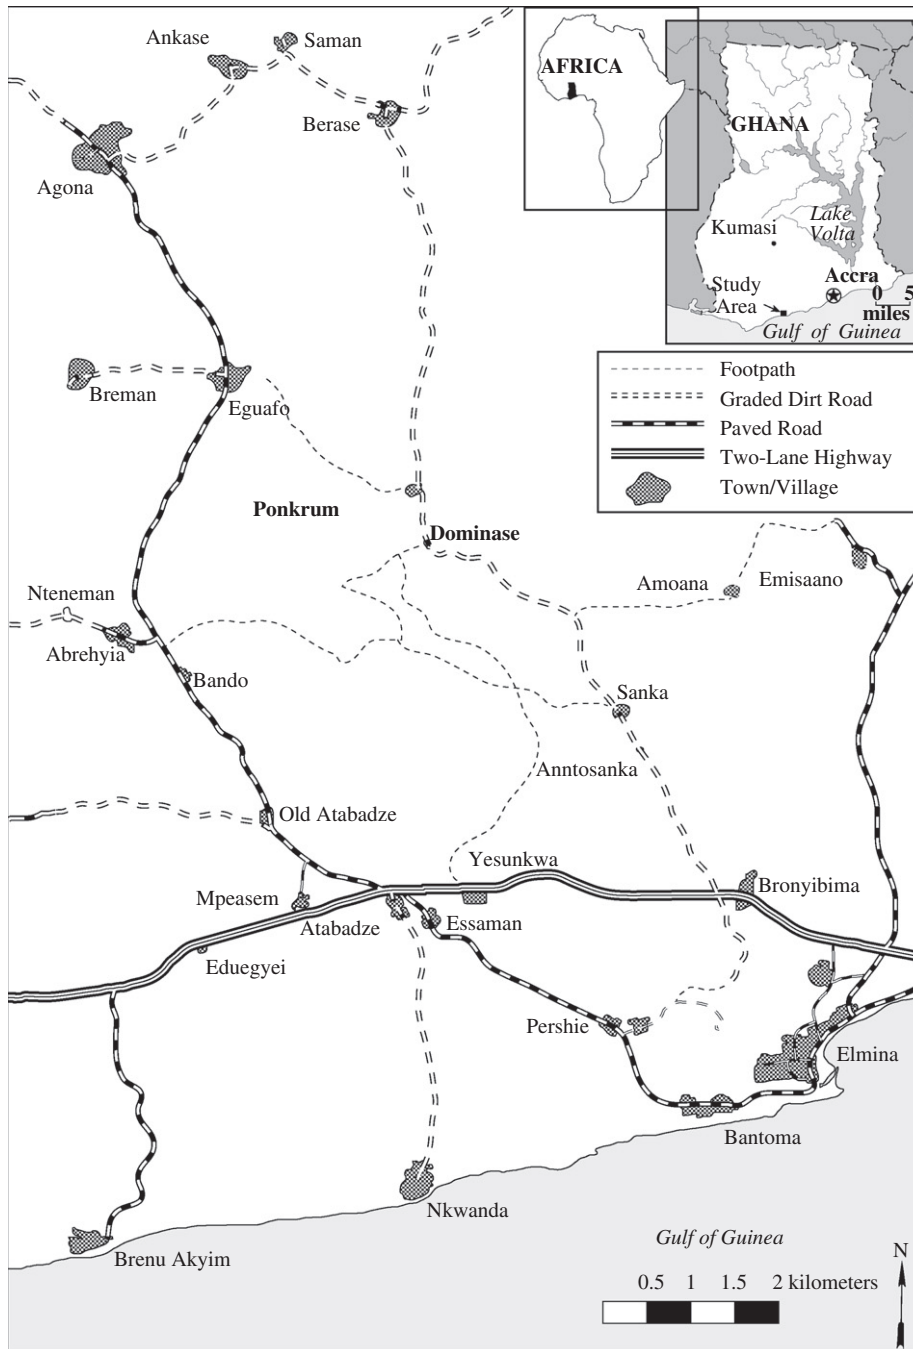 Ankase
Saman
Berase
Agona
AFRICA
GHANA
Kumasi
Lake
Volta
Study
Area
Accra
0 5
miles
Gulf of Guinea
Footpath
Graded Dirt Road
Paved Road
Two-Lane Highway
Town/Village
Breman
Eguafo
Ponkrum
Dominase
Nteneman
Amoana
Emisaano
Abrehyia
Bando
Sanka
Anntosanka
Old Atabadze
Yesunkwa
Mpeasem
Atabadze
Essaman
Bronyibima
Eduegyei
Pershie
Elmina
Bantoma
Nkwanda
Brenu Akyim
Gulf of Guinea
N
0.5 1 1.5 2 kilometers